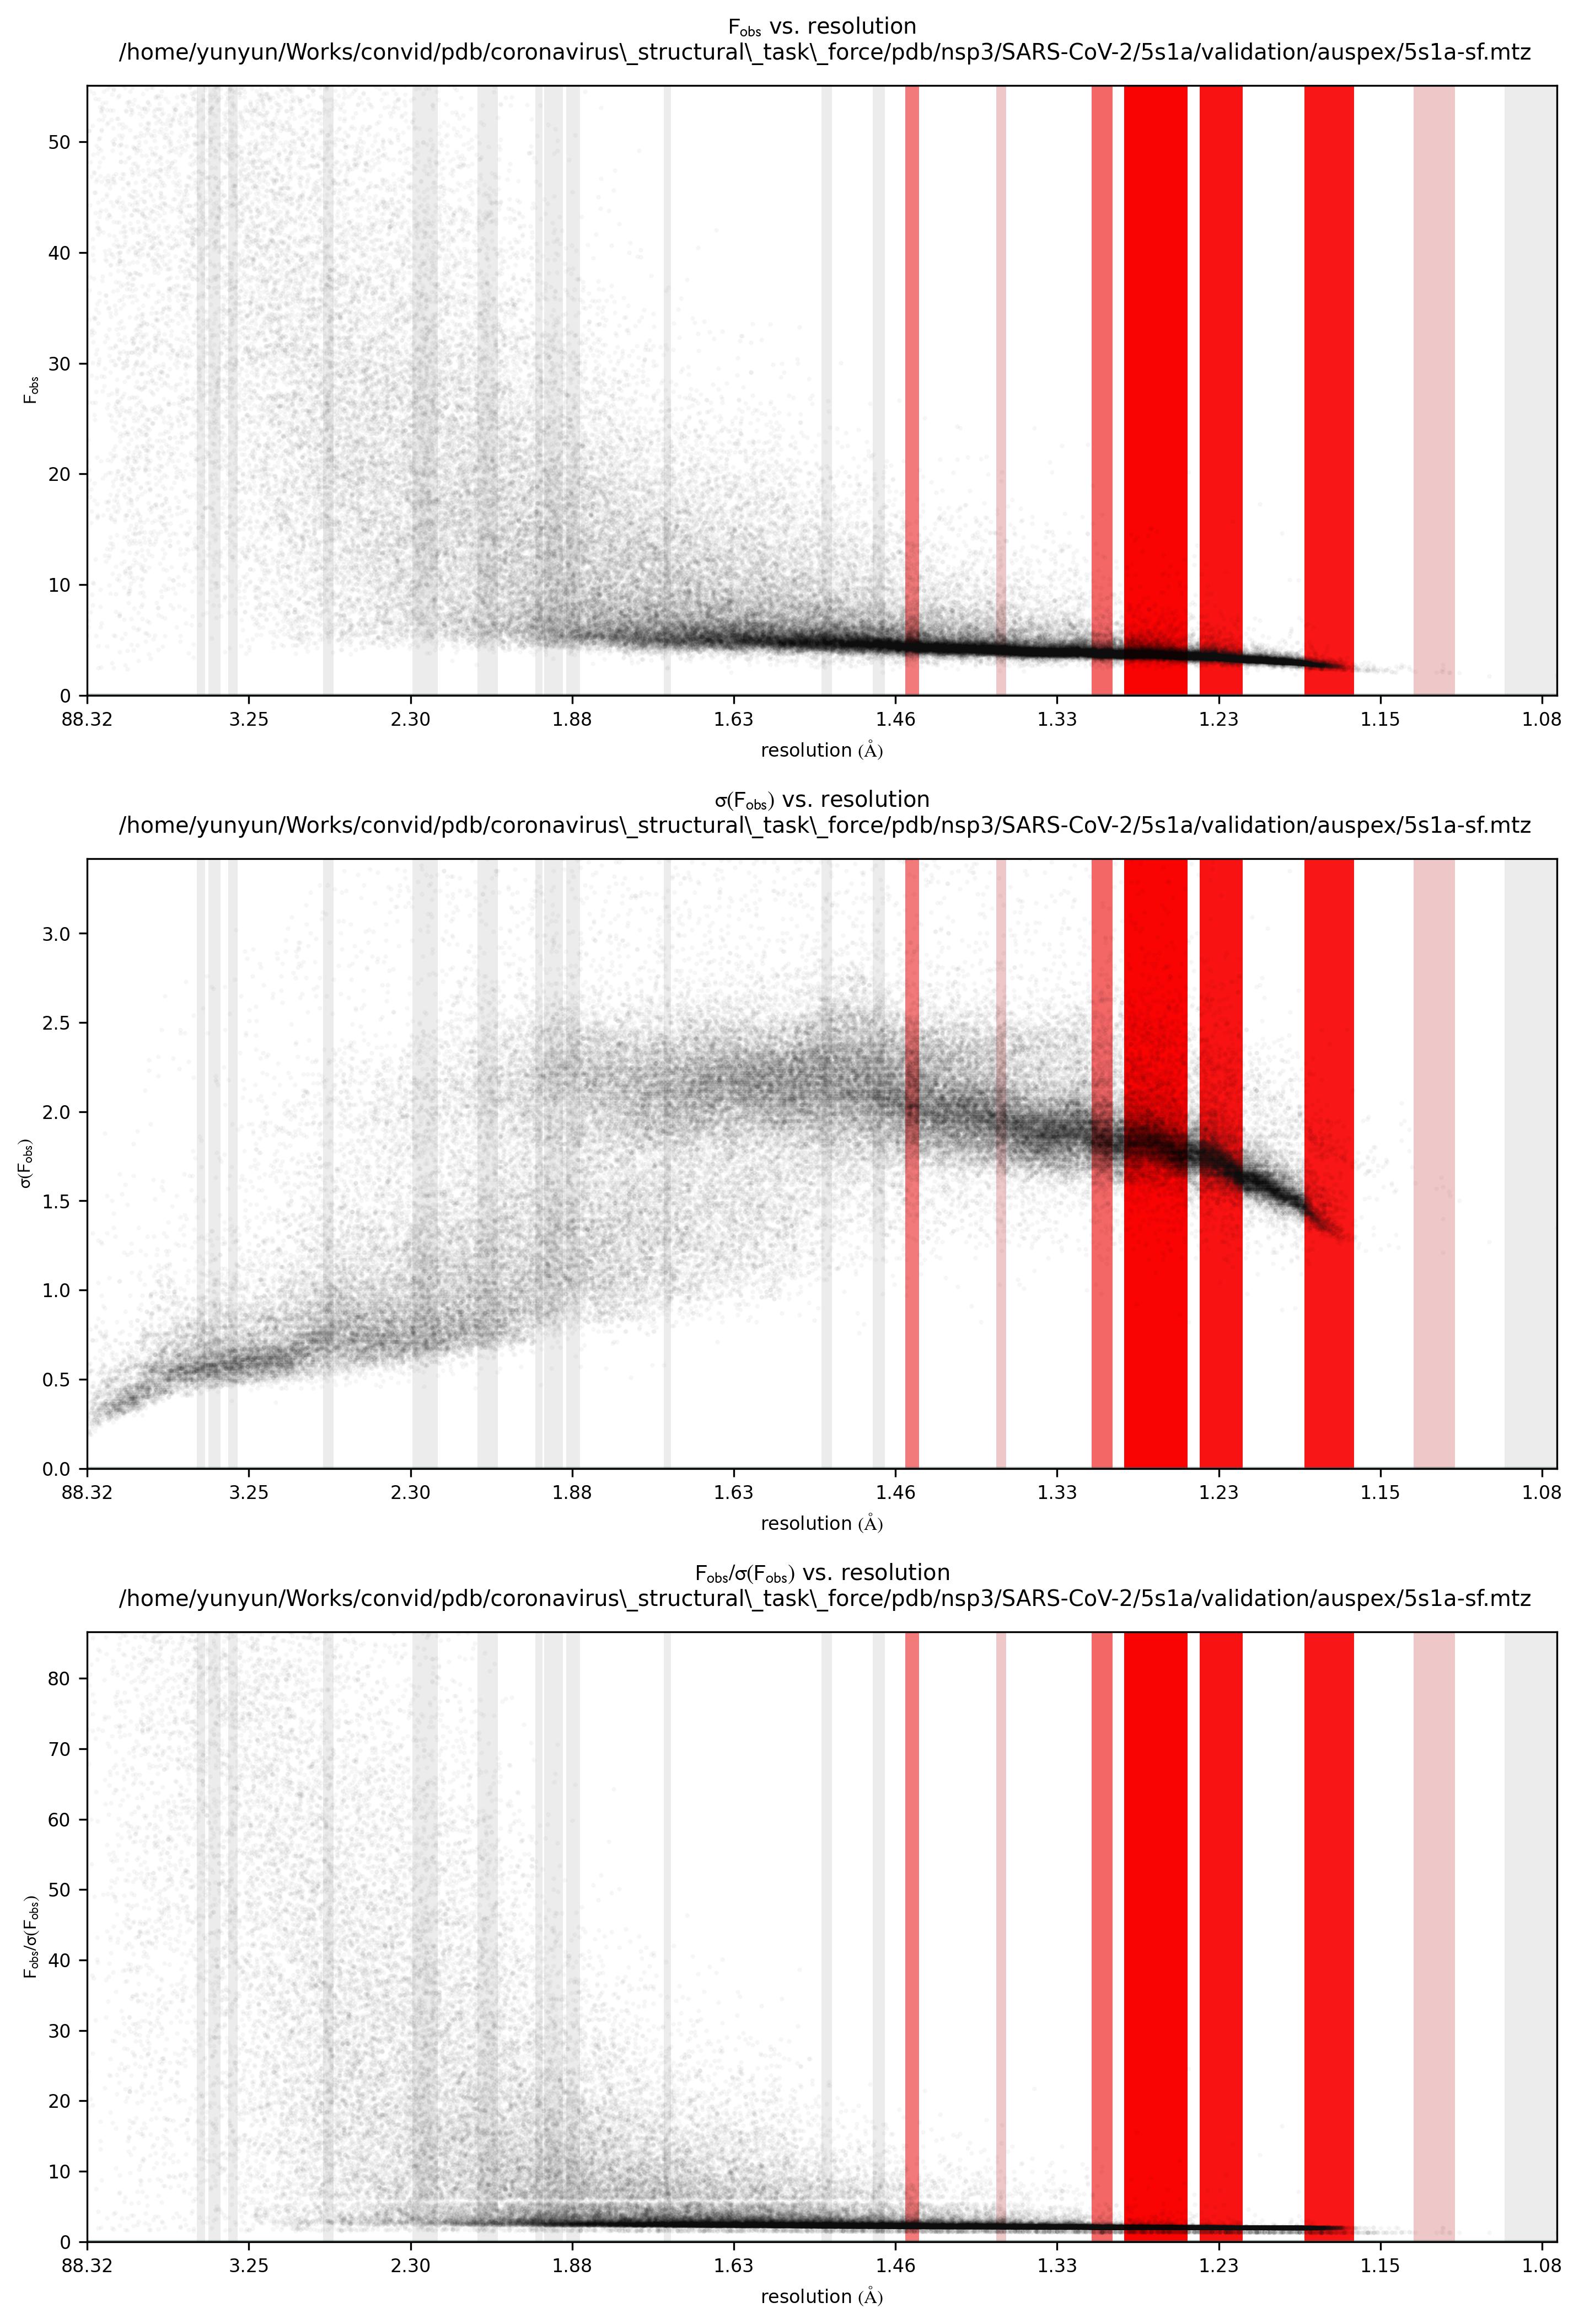 F_obs vs. resolution
/home/yunyun/Works/convid/pdb/coronavirus\_structural\_task\_force/pdb/nsp3/SARS-CoV-2/5s1a/validation/auspex/5s1a-sf.mtz
50
40
30
20
10
0
F_obs
88.32 3.25 2.30 1.88 1.63 1.46 1.33 1.23 1.15 1.08
resolution (Å)
σ(F_obs) vs. resolution
/home/yunyun/Works/convid/pdb/coronavirus\_structural\_task\_force/pdb/nsp3/SARS-CoV-2/5s1a/validation/auspex/5s1a-sf.mtz
3.0
2.5
2.0
1.5
1.0
0.5
0.0
σ(F_obs)
88.32 3.25 2.30 1.88 1.63 1.46 1.33 1.23 1.15 1.08
resolution (Å)
F_obs/σ(F_obs) vs. resolution
/home/yunyun/Works/convid/pdb/coronavirus\_structural\_task\_force/pdb/nsp3/SARS-CoV-2/5s1a/validation/auspex/5s1a-sf.mtz
80
70
60
50
40
30
20
10
0
F_obs/σ(F_obs)
88.32 3.25 2.30 1.88 1.63 1.46 1.33 1.23 1.15 1.08
resolution (Å)